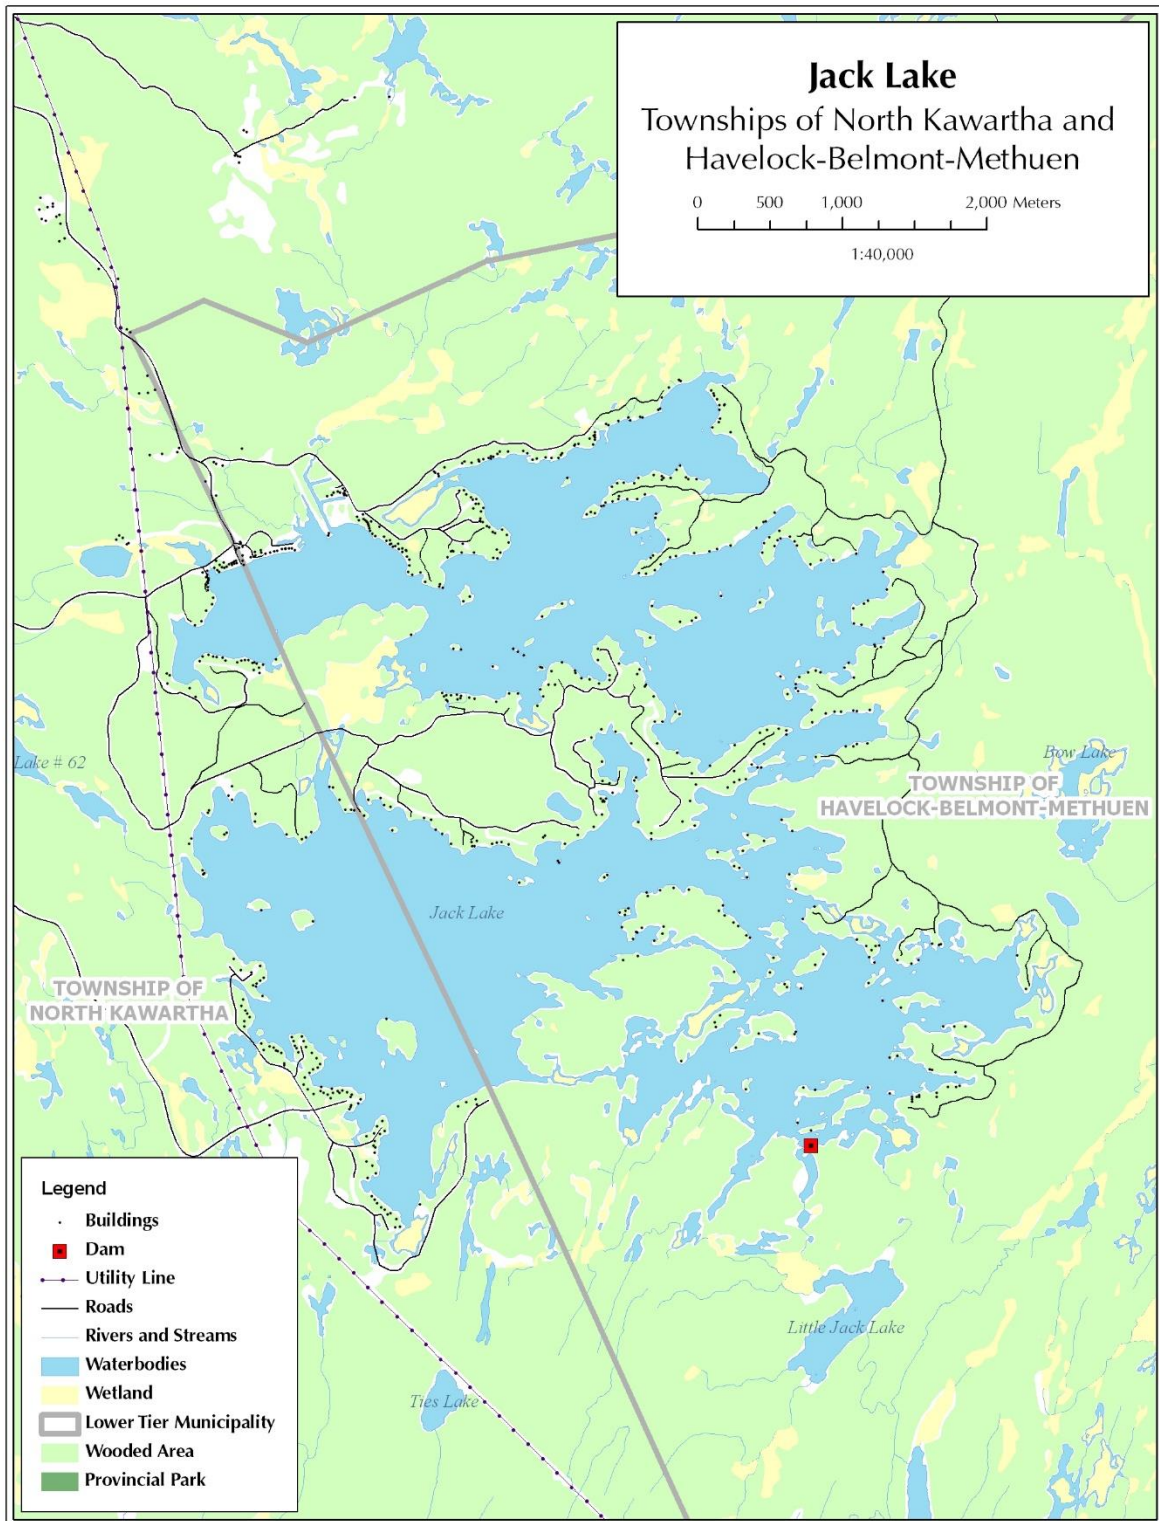 Jack Lake
Townships of North Kawartha and
Havelock-Belmont-Methuen
0 500 1,000 2,000 Meters
1:40,000
Lake # 62
Bow Lake
TOWNSHIP OF
HAVELOCK-BELMONT-METHUEN
Jack Lake
TOWNSHIP OF
NORTH KAWARTHA
Little Jack Lake
Ties Lake
Legend
Buildings
Dam
Utility Line
Roads
Rivers and Streams
Waterbodies
Wetland
Lower Tier Municipality
Wooded Area
Provincial Park